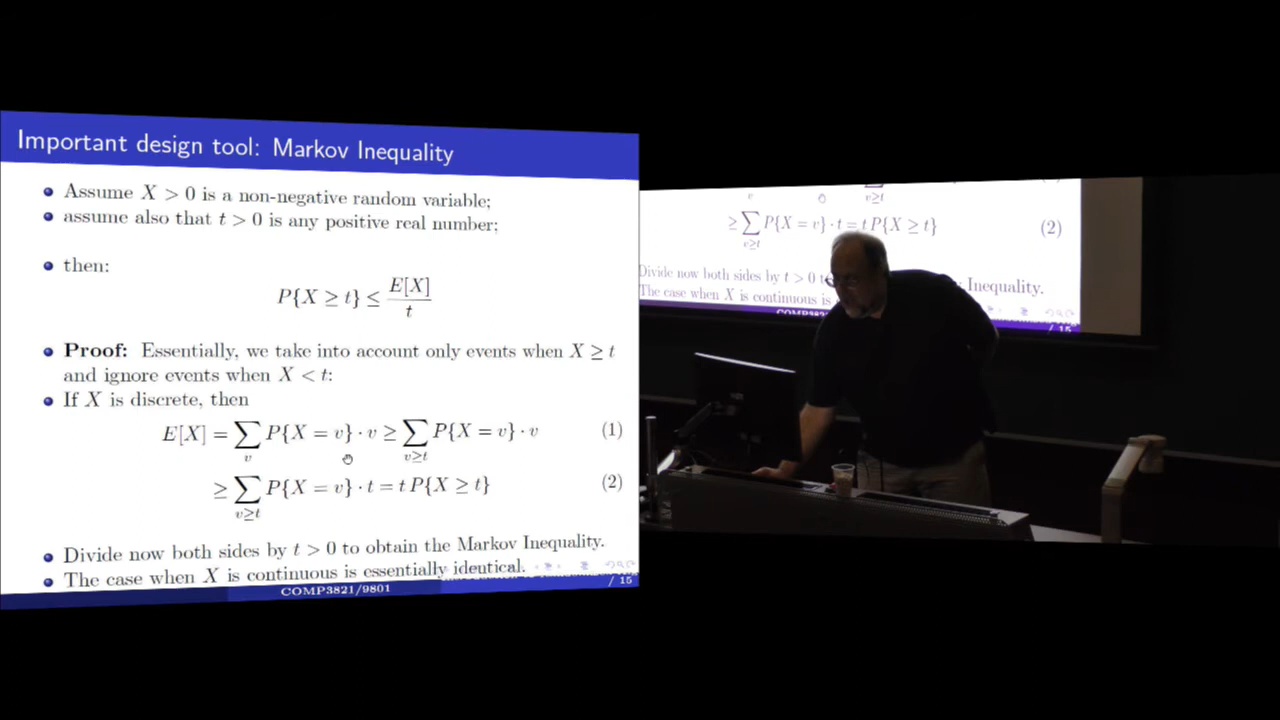 Important design tool: Markov Inequality
Assume X > 0 is a non-negative random variable;
assume also that t > 0 is any positive real number;
then:
P{X ≥ t} ≤ E[X] / t
Proof: Essentially, we take into account only events when X ≥ t
and ignore events when X < t:
If X is discrete, then
E[X] = ∑_v P{X = v} · v ≥ ∑_{v≥t} P{X = v} · v (1)
≥ ∑_{v≥t} P{X = v} · t = t P{X ≥ t} (2)
Divide now both sides by t > 0 to obtain the Markov Inequality.
The case when X is continuous is essentially identical.
COMP3821/9801
/ 15
v v≥t
≥ ∑_{v≥t} P{X = v} · t = t P{X ≥ t} (2)
Divide now both sides by t > 0 Inequality.
The case when X is continuous is
/ 15